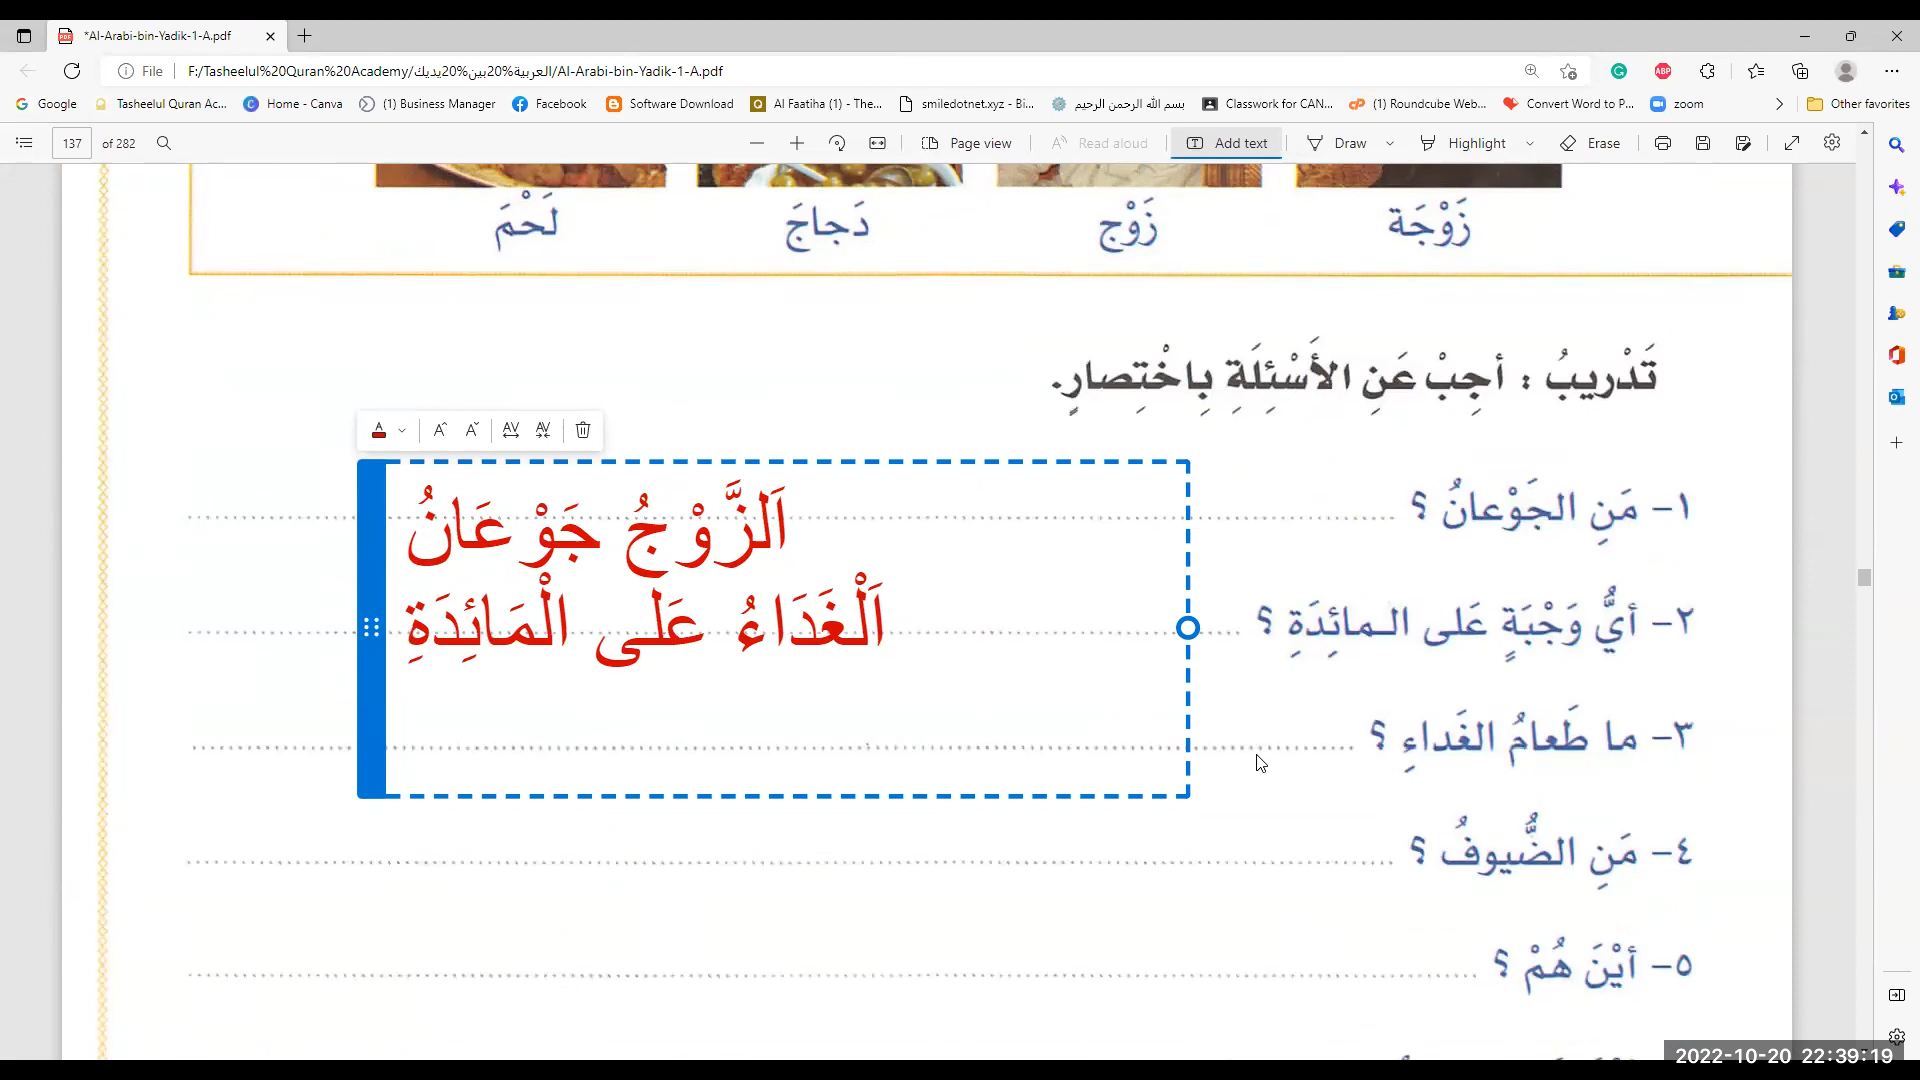 *Al-Arabi-bin-Yadik-1-A.pdf
File F:/Tasheelul%20Quran%20Academy/العربية%20بين%20يديك/Al-Arabi-bin-Yadik-1-A.pdf
Google Tasheelul Quran Ac... Home - Canva (1) Business Manager Facebook Software Download Al Faatiha (1) - The... smiledotnet.xyz - Bi... بسم الله الرحمن الرحيم Classwork for CAN... (1) Roundcube Web... Convert Word to P... zoom Other favorites
137 of 282 Page view Read aloud Add text Draw Highlight Erase
زَوْجَة زَوْج دَجاجَ لَحْمَ
تَدْريبُ : أجِبْ عَنِ الأَسْئِلَةِ بِاخْتِصارٍ.
١- مَنِ الجَوْعانُ ؟
اَلزَّوْجُ جَوْعَانُ
٢- أيُّ وَجْبَةٍ عَلى المائِدَةِ ؟
اَلْغَدَاءُ عَلٰى الْمَائِدَةِ
٣- ما طَعامُ الغَداءِ ؟
٤- مَنِ الضُّيوفُ ؟
٥- أيْنَ هُمْ ؟
2022-10-20 22:39:19